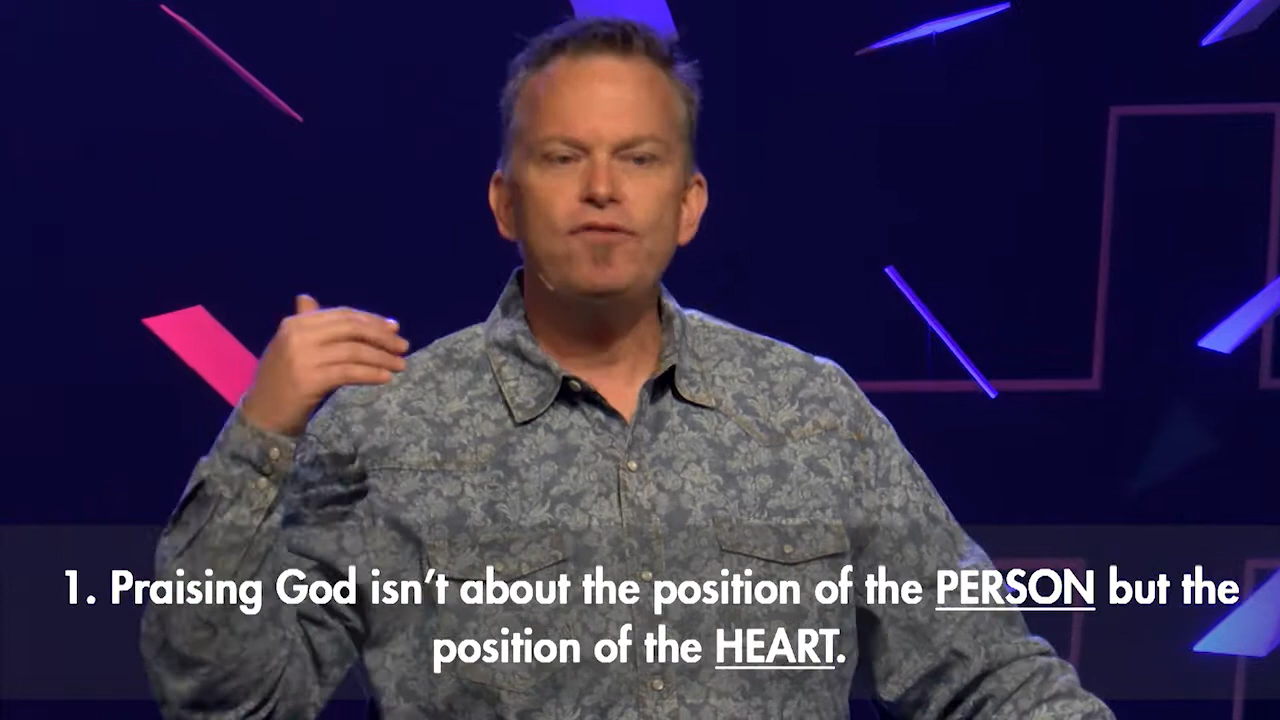 1. Praising God isn't about the position of the PERSON but the
position of the HEART.